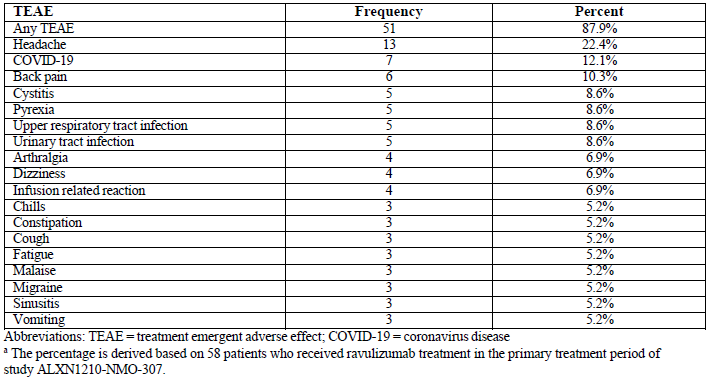 TEAE Frequency Percent
Any TEAE 51 87.9%
Headache 13 22.4%
COVID-19 7 12.1%
Back pain 6 10.3%
Cystitis 5 8.6%
Pyrexia 5 8.6%
Upper respiratory tract infection 5 8.6%
Urinary tract infection 5 8.6%
Arthralgia 4 6.9%
Dizziness 4 6.9%
Infusion related reaction 4 6.9%
Chills 3 5.2%
Constipation 3 5.2%
Cough 3 5.2%
Fatigue 3 5.2%
Malaise 3 5.2%
Migraine 3 5.2%
Sinusitis 3 5.2%
Vomiting 3 5.2%
Abbreviations: TEAE = treatment emergent adverse effect; COVID-19 = coronavirus disease
a The percentage is derived based on 58 patients who received ravulizumab treatment in the primary treatment period of
study ALXN1210-NMO-307.